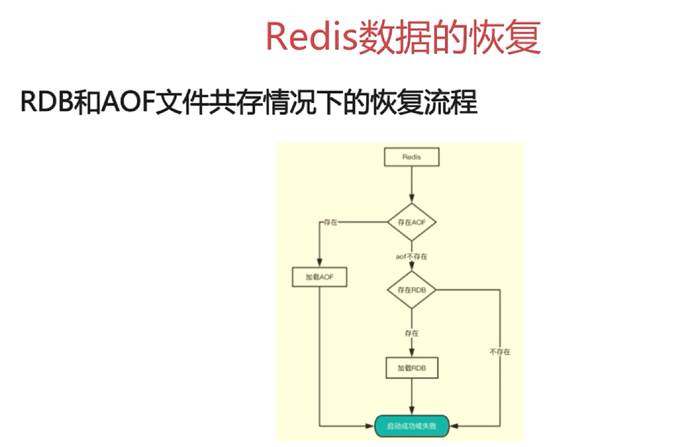 Redis数据的恢复
RDB和AOF文件共存情况下的恢复流程
Redis
存在
存在AOF
aof不存在
加载AOF
存在RDB
存在
不存在
加载RDB
启动成功或失败